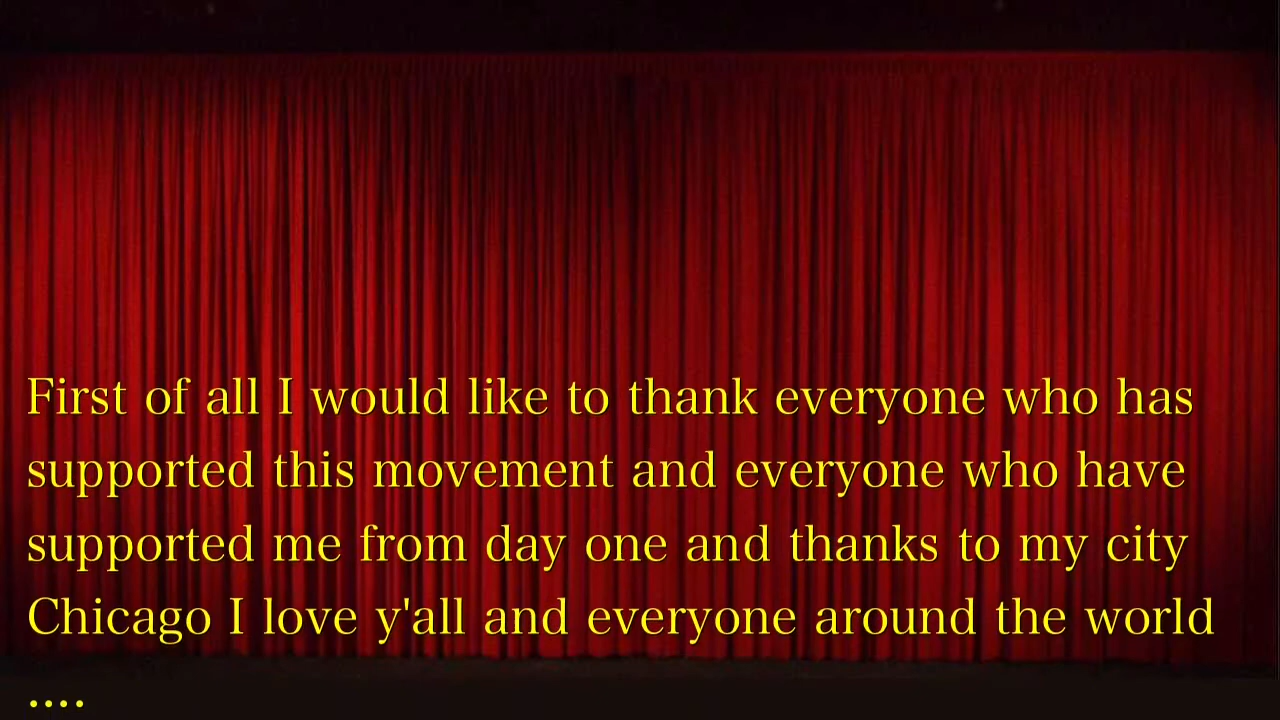 First of all I would like to thank everyone who has
supported this movement and everyone who have
supported me from day one and thanks to my city
Chicago I love y'all and everyone around the world
....